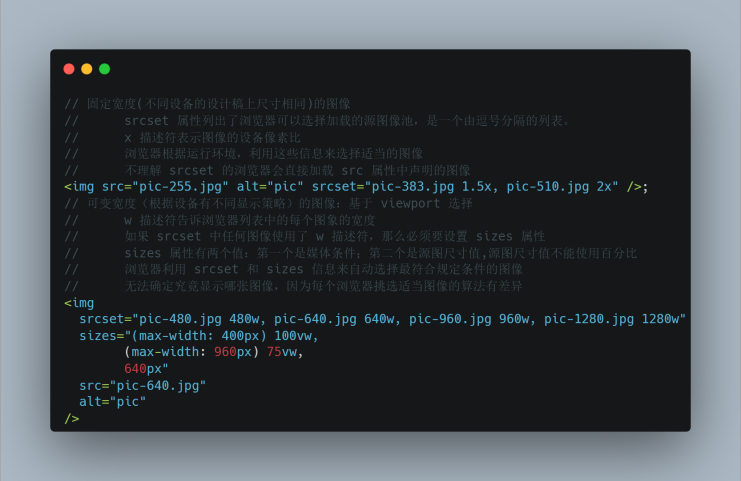 // 固定宽度(不同设备的设计稿上尺寸相同)的图像
//      srcset 属性列出了浏览器可以选择加载的源图像池，是一个由逗号分隔的列表。
//      x 描述符表示图像的设备像素比
//      浏览器根据运行环境，利用这些信息来选择适当的图像
//      不理解 srcset 的浏览器会直接加载 src 属性中声明的图像
<img src="pic-255.jpg" alt="pic" srcset="pic-383.jpg 1.5x, pic-510.jpg 2x" />;
// 可变宽度（根据设备有不同显示策略）的图像：基于 viewport 选择
//      w 描述符告诉浏览器列表中的每个图象的宽度
//      如果 srcset 中任何图像使用了 w 描述符，那么必须要设置 sizes 属性
//      sizes 属性有两个值：第一个是媒体条件；第二个是源图尺寸值,源图尺寸值不能使用百分比
//      浏览器利用 srcset 和 sizes 信息来自动选择最符合规定条件的图像
//      无法确定究竟显示哪张图像，因为每个浏览器挑选适当图像的算法有差异
<img
  srcset="pic-480.jpg 480w, pic-640.jpg 640w, pic-960.jpg 960w, pic-1280.jpg 1280w"
  sizes="(max-width: 400px) 100vw,
        (max-width: 960px) 75vw,
        640px"
  src="pic-640.jpg"
  alt="pic"
/>